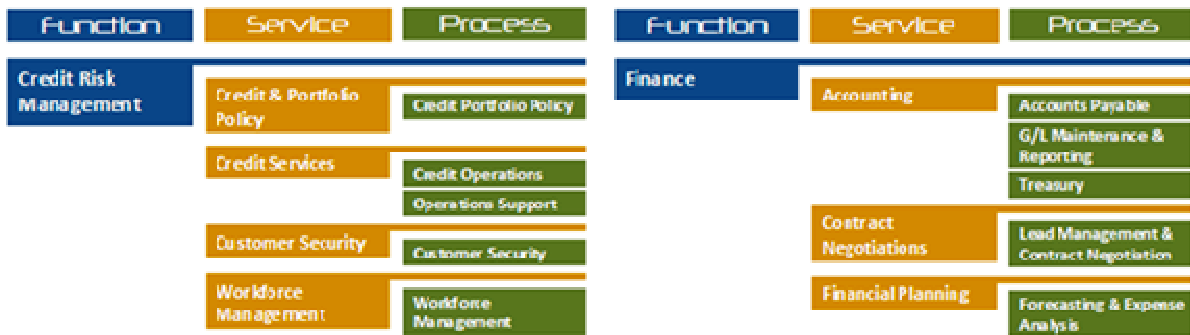 Function Service Process
Credit Risk
Management
Credit & Portfolio
Policy
Credit Portfolio Policy
Credit Services
Credit Operations
Operations Support
Customer Security
Customer Security
Workforce
Management
Workforce
Management
Function Service Process
Finance
Accounting
Accounts Payable
G/L Maintenance &
Reporting
Treasury
Contract
Negotiations
Lead Management &
Contract Negotiation
Financial Planning
Forecasting & Expense
Analysis